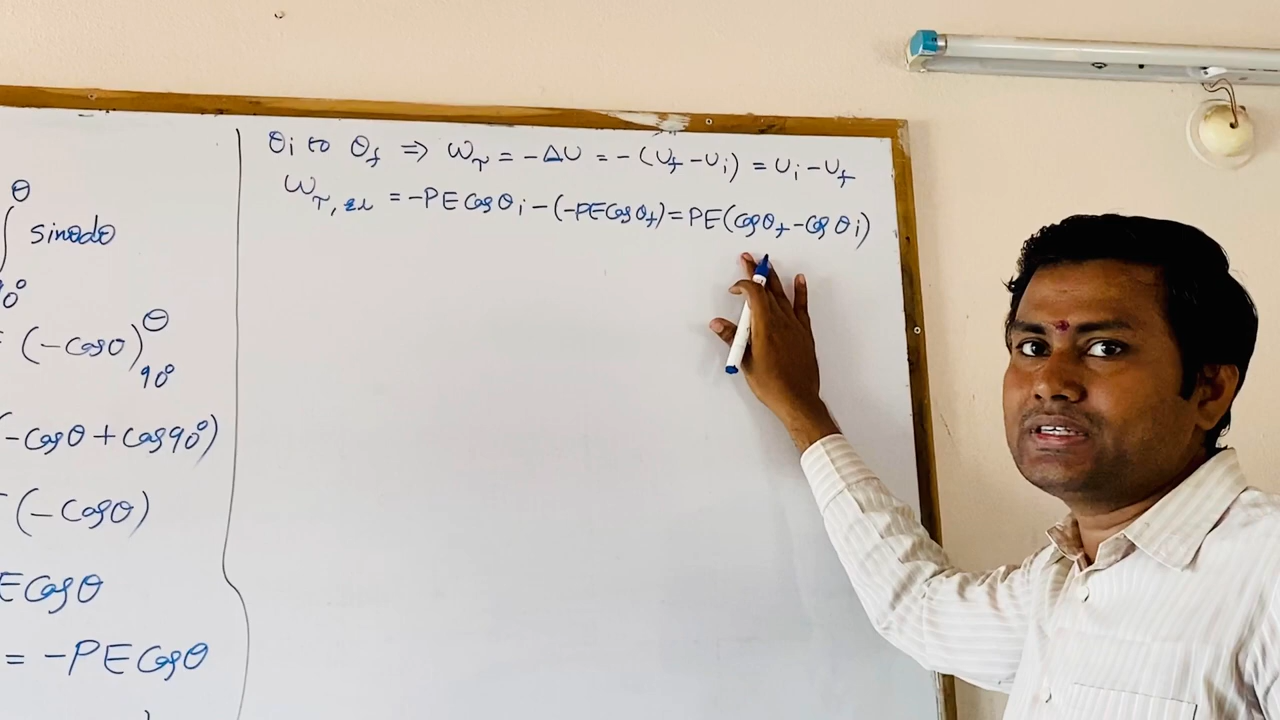 θ
∫ sinθdθ
90°
= (-cosθ)θ 90°
(-cosθ + cos90°)
(-cosθ)
E cosθ
= -PE cosθ
θi to θf ⇒ Wτ = -ΔU = -(Uf - Ui) = Ui - Uf
Wτ, el = -PE cosθi - (-PE cosθf) = PE(cosθf - cosθi)